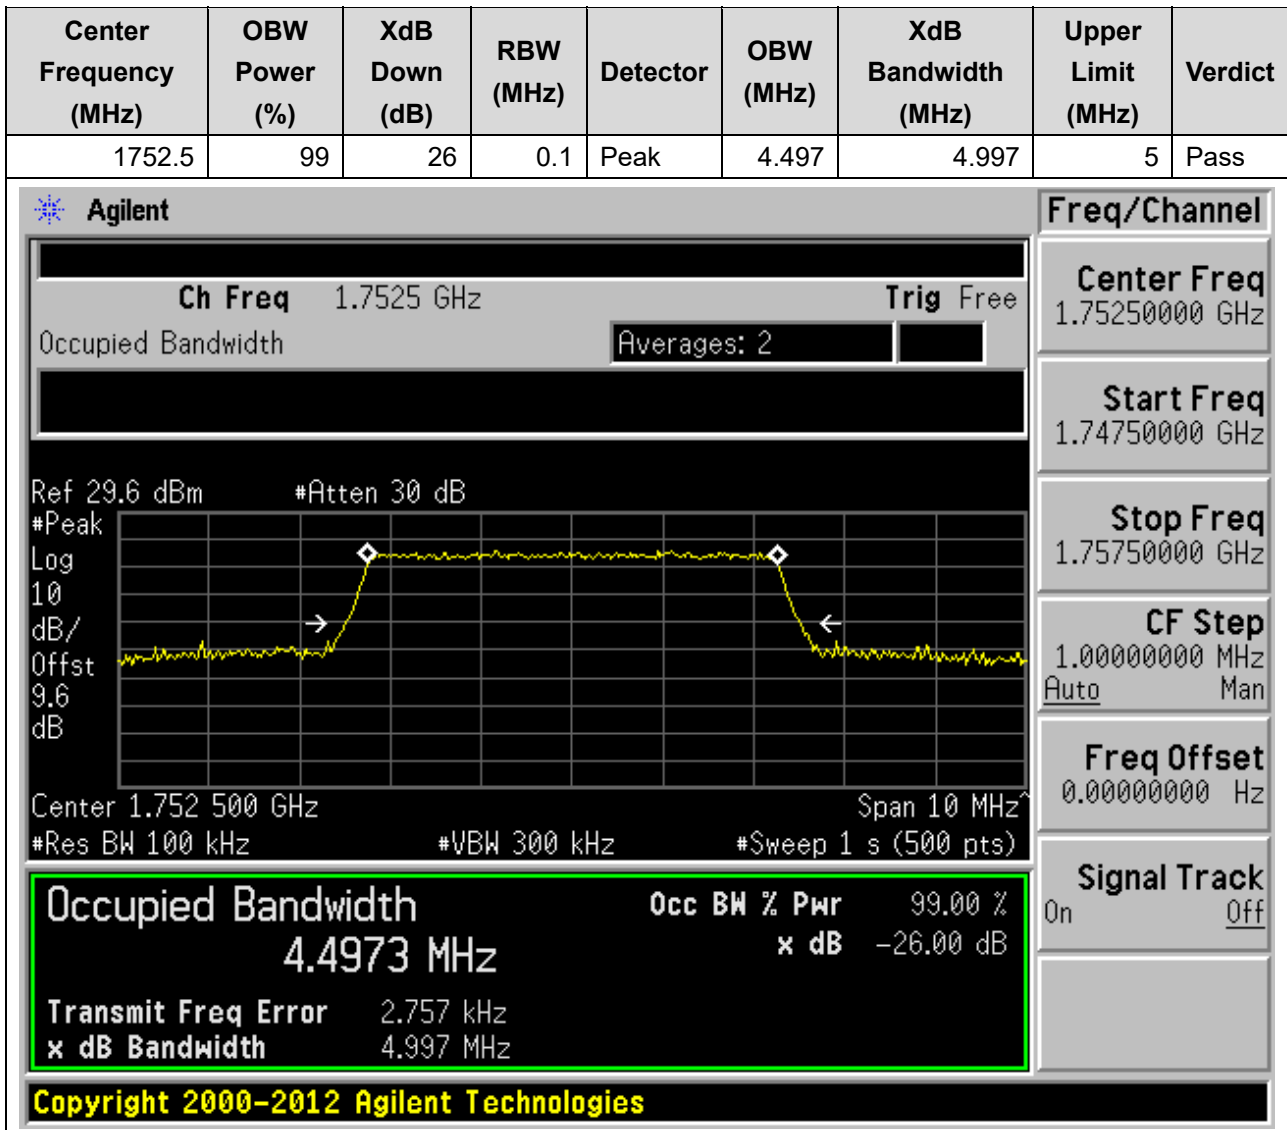 Center Frequency (MHz) OBW Power (%) XdB Down (dB) RBW (MHz) Detector OBW (MHz) XdB Bandwidth (MHz) Upper Limit (MHz) Verdict
1752.5 99 26 0.1 Peak 4.497 4.997 5 Pass
Agilent
Freq/Channel
Ch Freq 1.7525 GHz Trig Free
Occupied Bandwidth Averages: 2
Center Freq
1.75250000 GHz
Start Freq
1.74750000 GHz
Stop Freq
1.75750000 GHz
CF Step
1.00000000 MHz
Auto Man
Freq Offset
0.00000000 Hz
Signal Track
On Off
Ref 29.6 dBm #Atten 30 dB
#Peak
Log
10
dB/
Offst
9.6
dB
Center 1.752 500 GHz Span 10 MHz^
#Res BW 100 kHz #VBW 300 kHz #Sweep 1 s (500 pts)
Occupied Bandwidth Occ BW % Pwr 99.00 %
4.4973 MHz x dB -26.00 dB
Transmit Freq Error 2.757 kHz
x dB Bandwidth 4.997 MHz
Copyright 2000-2012 Agilent Technologies